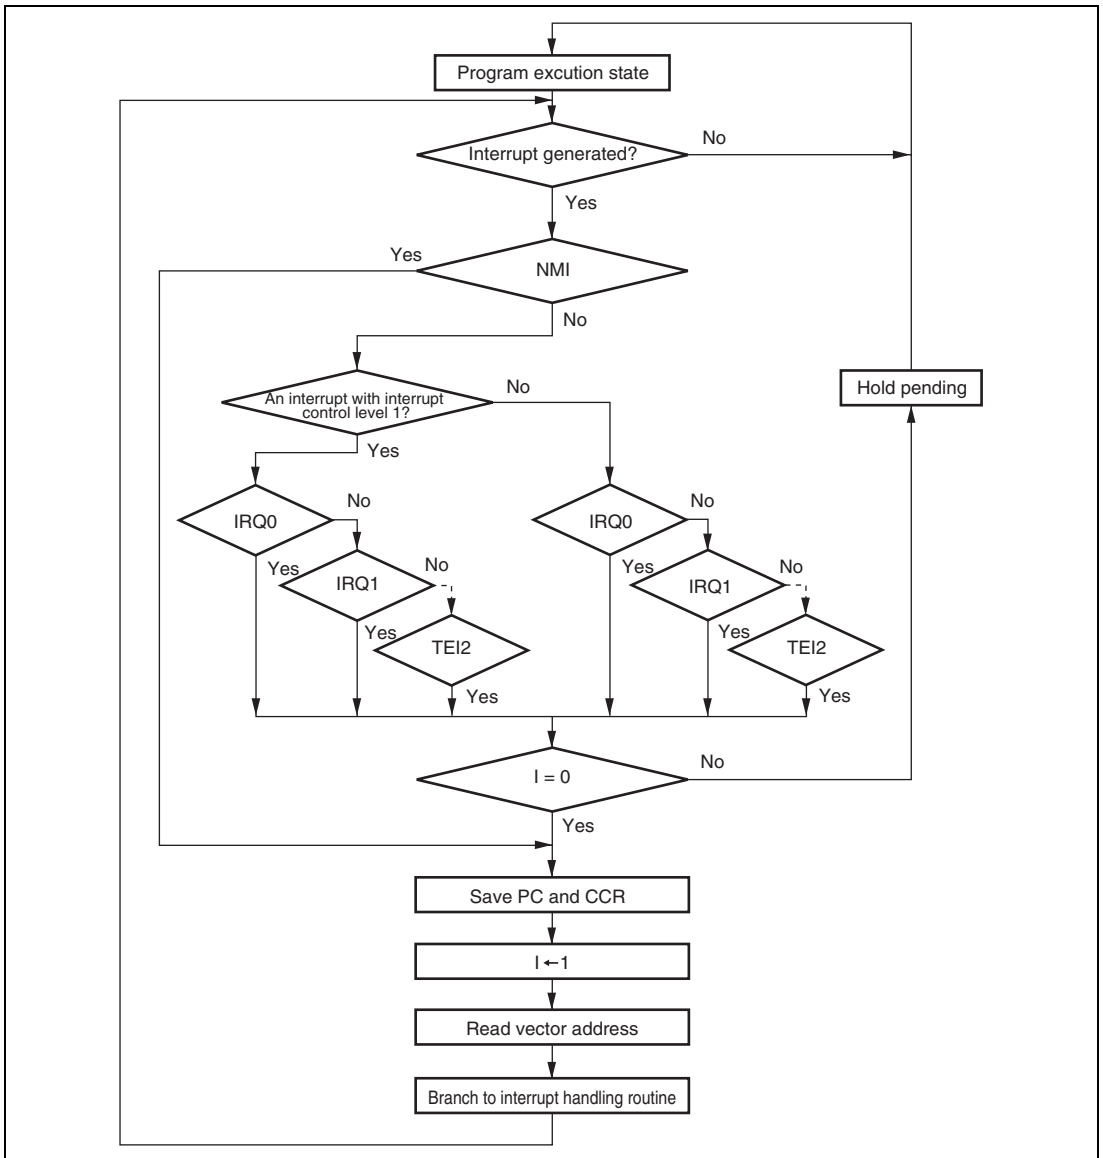 Program excution state
Interrupt generated?
No
Yes
Yes
NMI
No
An interrupt with interrupt
control level 1?
No
Hold pending
Yes
IRQ0
No
IRQ0
No
Yes
IRQ1
No
Yes
IRQ1
No
Yes
TEI2
Yes
TEI2
Yes
Yes
I = 0
No
Yes
Save PC and CCR
I ←1
Read vector address
Branch to interrupt handling routine